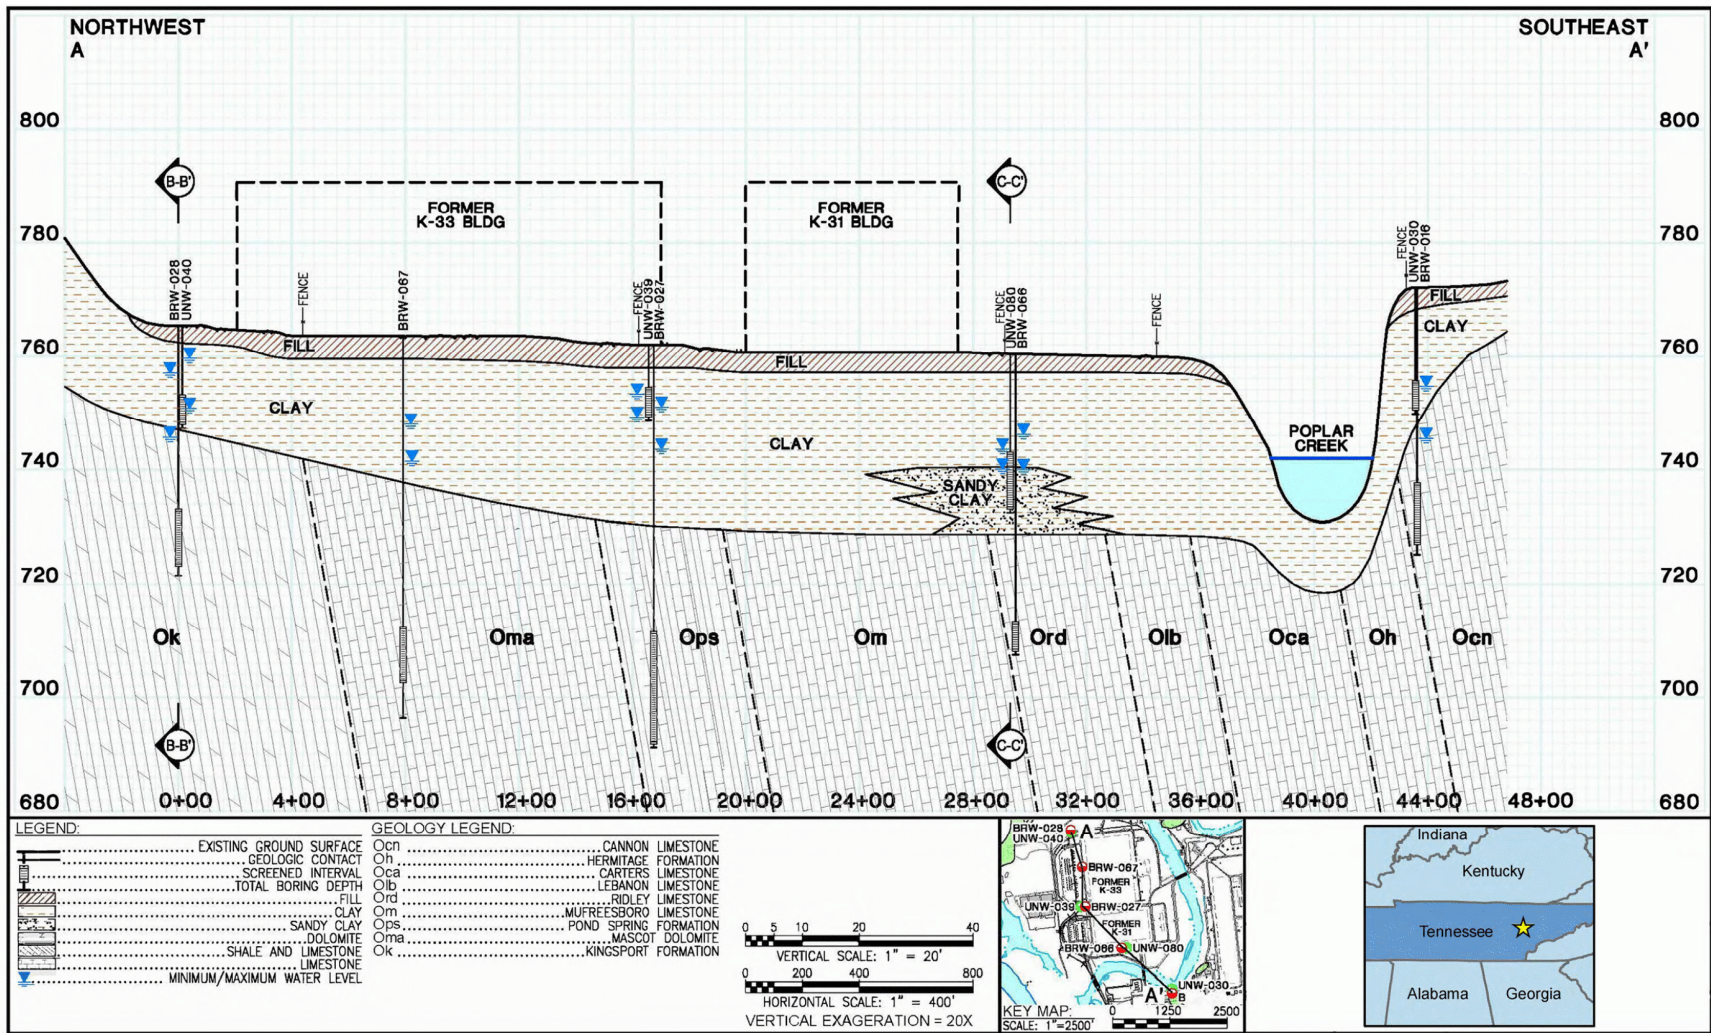 NORTHWEST
A
SOUTHEAST
A'
800
800
B-B'
C-C'
FORMER
K-33 BLDG
FORMER
K-31 BLDG
780
780
BRW-028
UNW-040
FENCE
BRW-067
FENCE
UNW-039
BRW-027
FENCE
UNW-080
BRW-066
FENCE
FENCE
UNW-030
BRW-016
FILL
CLAY
760
FILL
FILL
760
CLAY
CLAY
POPLAR
CREEK
740
740
SANDY
CLAY
720
720
Ok
Oma
Ops
Om
Ord
Olb
Oca
Oh
Ocn
700
700
B-B'
C-C'
680
0+00
4+00
8+00
12+00
16+00
20+00
24+00
28+00
32+00
36+00
40+00
44+00
48+00
680
LEGEND:
EXISTING GROUND SURFACE
GEOLOGIC CONTACT
SCREENED INTERVAL
TOTAL BORING DEPTH
FILL
CLAY
SANDY CLAY
DOLOMITE
SHALE AND LIMESTONE
LIMESTONE
MINIMUM/MAXIMUM WATER LEVEL
GEOLOGY LEGEND:
Ocn CANNON LIMESTONE
Oh HERMITAGE FORMATION
Oca CARTERS LIMESTONE
Olb LEBANON LIMESTONE
Ord RIDLEY LIMESTONE
Om MUFREESBORO LIMESTONE
Ops POND SPRING FORMATION
Oma MASCOT DOLOMITE
Ok KINGSPORT FORMATION
0 5 10 20 40
VERTICAL SCALE: 1" = 20'
0 200 400 800
HORIZONTAL SCALE: 1" = 400'
VERTICAL EXAGERATION = 20X
BRW-028
UNW-040
A
BRW-067
FORMER
K-33
UNW-039
BRW-027
FORMER
K-31
BRW-066
UNW-080
A'
UNW-030
B
KEY MAP:
SCALE: 1"=2500'
0 1250 2500
Indiana
Kentucky
Tennessee
Alabama
Georgia